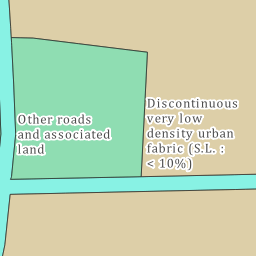 Other roads
and associated
land
Discontinuous
very low
density urban
fabric (S.L. :
< 10%)